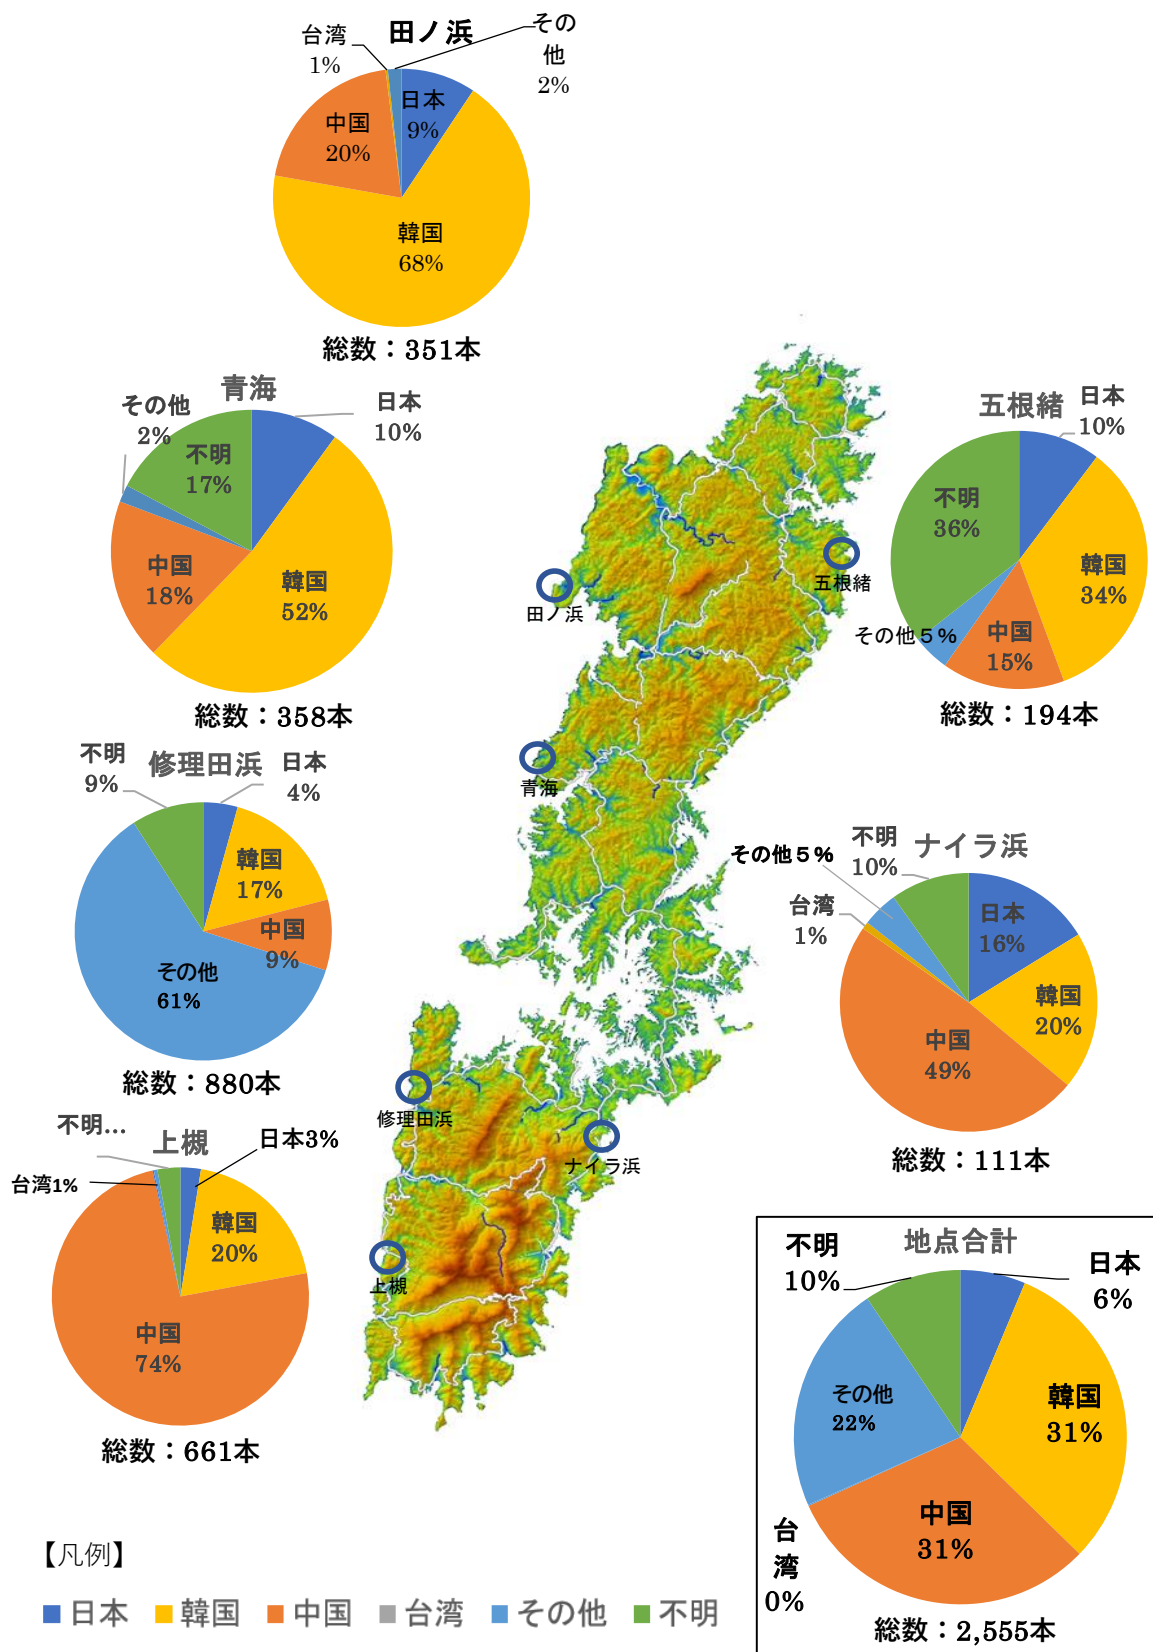 田ノ浜
台湾
1%
その
他
2%
日本
9%
中国
20%
韓国
68%
総数：351本
青海
その他
2%
日本
10%
不明
17%
中国
18%
韓国
52%
総数：358本
五根緒
日本
10%
不明
36%
韓国
34%
その他５%
中国
15%
総数：194本
五根緒
田ノ浜
青海
修理田浜
不明
9%
日本
4%
韓国
17%
中国
9%
その他
61%
総数：880本
ナイラ浜
その他５%
不明
10%
台湾
1%
日本
16%
韓国
20%
中国
49%
総数：111本
修理田浜
ナイラ浜
上槻
上槻
不明...
日本3%
台湾1%
韓国
20%
中国
74%
総数：661本
地点合計
不明
10%
日本
6%
その他
22%
韓国
31%
中国
31%
台
湾
0%
総数：2,555本
【凡例】
日本 韓国 中国 台湾 その他 不明